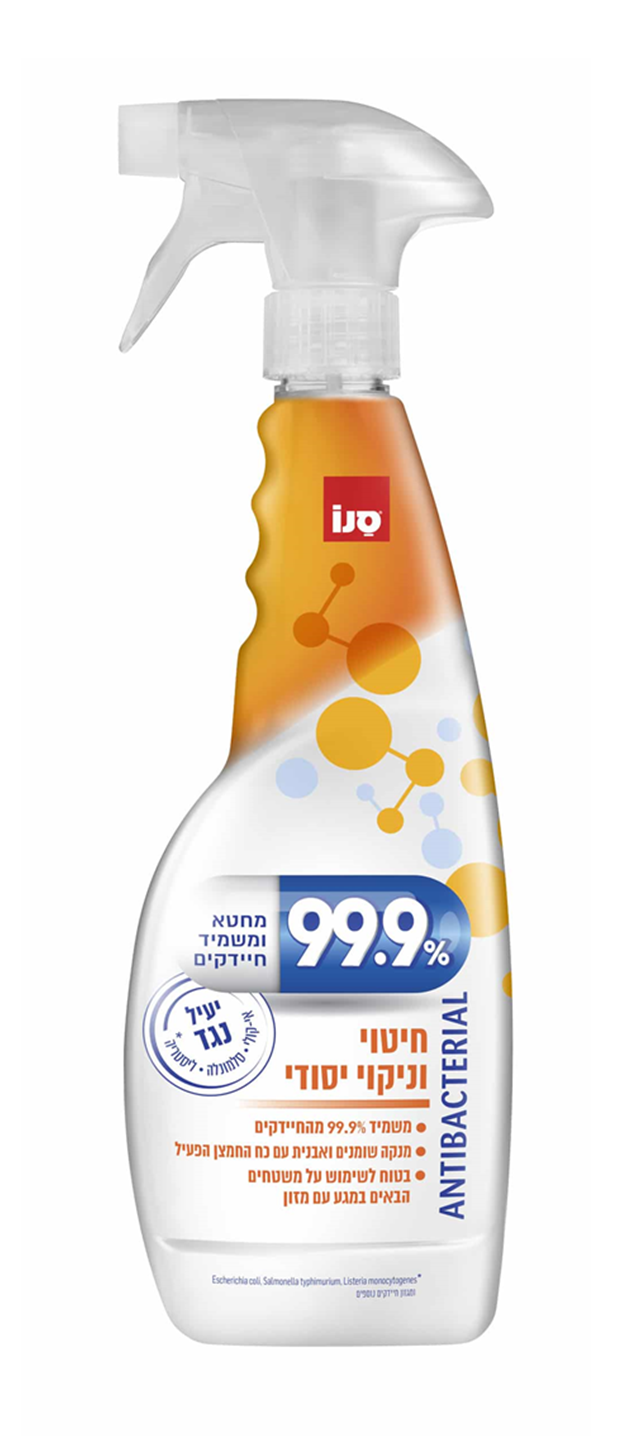 סַנוֹ
מחטא
ומשמיד
חיידקים
99.9%
יעיל
נגד*
אי-קולי • סלמונלה • ליסטריה
חיטוי
וניקוי יסודי
ANTIBACTERIAL
• משמיד 99.9% מהחיידקים
• מנקה שומנים ואבנית עם כח החמצן הפעיל
• בטוח לשימוש על משטחים
הבאים במגע עם מזון
Escherichia coli, Salmonella typhimurium, Listeria monocytogenes*
ומגוון חיידקים נוספים